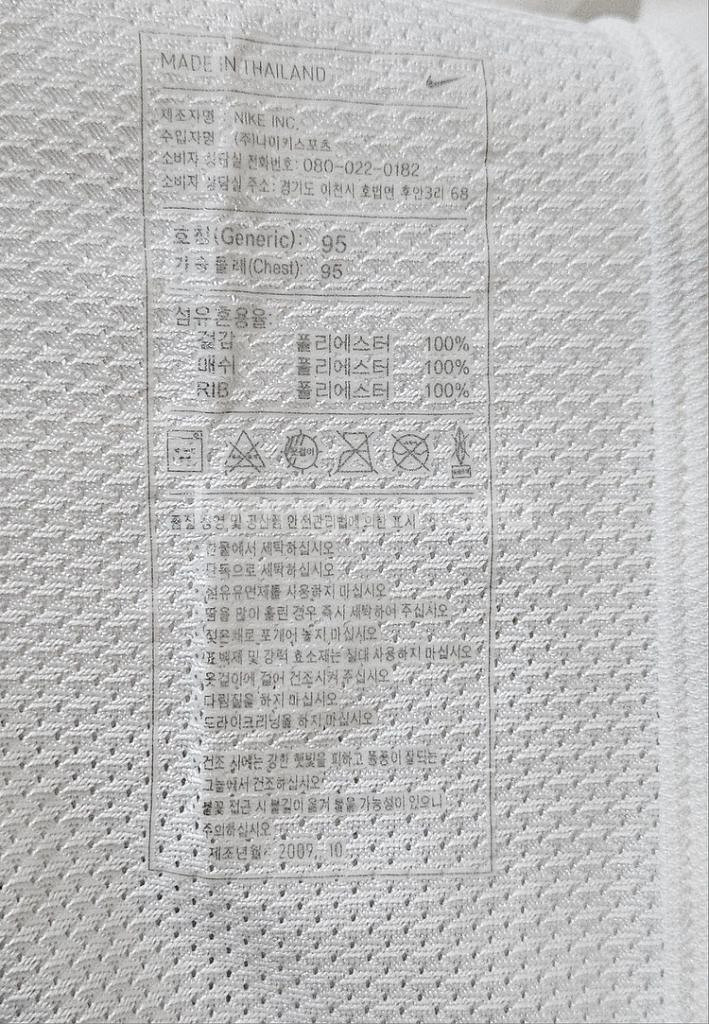 MADE IN THAILAND
제조자명 : NIKE INC.
수입자명 : (주)나이키스포츠
소비자 상담실 전화번호: 080-022-0182
소비자 상담실 주소: 경기도 이천시 호법면 후안3리 68
호칭(Generic): 95
가슴둘레(Chest): 95
섬유혼용율:
겉감 폴리에스터 100%
매쉬 폴리에스터 100%
RIB 폴리에스터 100%
옷걸이
품질경영 및 공산품 안전관리법에 의한 표시
찬물에서 세탁하십시오
단독으로 세탁하십시오
섬유유연제를 사용하지 마십시오
땀을 많이 흘린 경우 즉시 세탁하여 주십시오
젖은채로 포개어 놓지 마십시오
표백제 및 강력 효소제는 절대 사용하지 마십시오
옷걸이에 걸어 건조시켜 주십시오
다림질을 하지 마십시오
드라이크리닝을 하지 마십시오
건조 시에는 강한 햇빛을 피하고 통풍이 잘되는
그늘에서 건조하십시오
불꽃 접근 시 불길이 옮겨 붙을 가능성이 있으니
주의하십시오
제조년월: 2009. 10